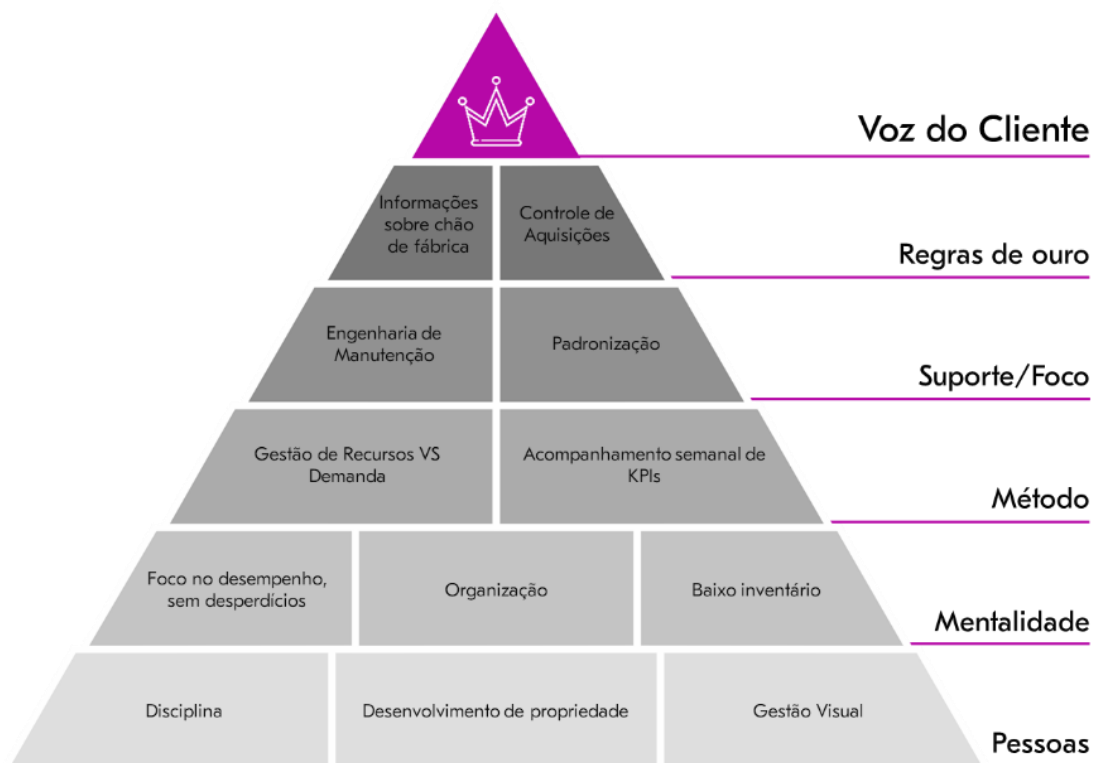 Voz do Cliente
Informações
sobre chão
de fábrica
Controle de
Aquisições
Regras de ouro
Engenharia de
Manutenção
Padronização
Suporte/Foco
Gestão de Recursos VS
Demanda
Acompanhamento semanal de
KPIs
Método
Foco no desempenho,
sem desperdícios
Organização
Baixo inventário
Mentalidade
Disciplina
Desenvolvimento de propriedade
Gestão Visual
Pessoas